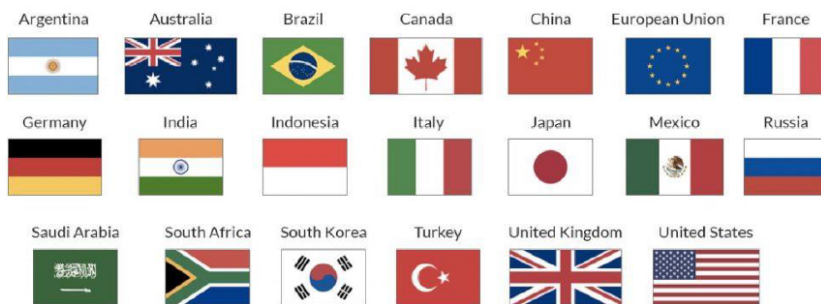 Argentina Australia Brazil Canada China European Union France
Germany India Indonesia Italy Japan Mexico Russia
Saudi Arabia South Africa South Korea Turkey United Kingdom United States